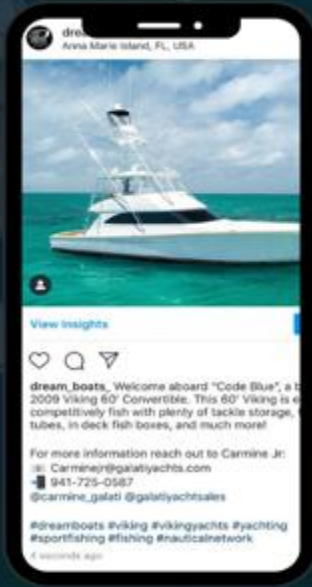 Anna Maria Island, FL, USA
View Insights
dream_boats_ Welcome aboard "Code Blue", a
2009 Viking 60' Convertible. This 60' Viking is
competitively fish with plenty of tackle storage,
tubes, in deck fish boxes, and much more!
For more information reach out to Carmine Jr:
Carminejr@galatiyachts.com
941-725-0587
@carmine_galati @galatiyachtsales
#dreamboats #viking #vikingyachts #yachting
#sportfishing #fishing #nauticalnetwork
4 seconds ago